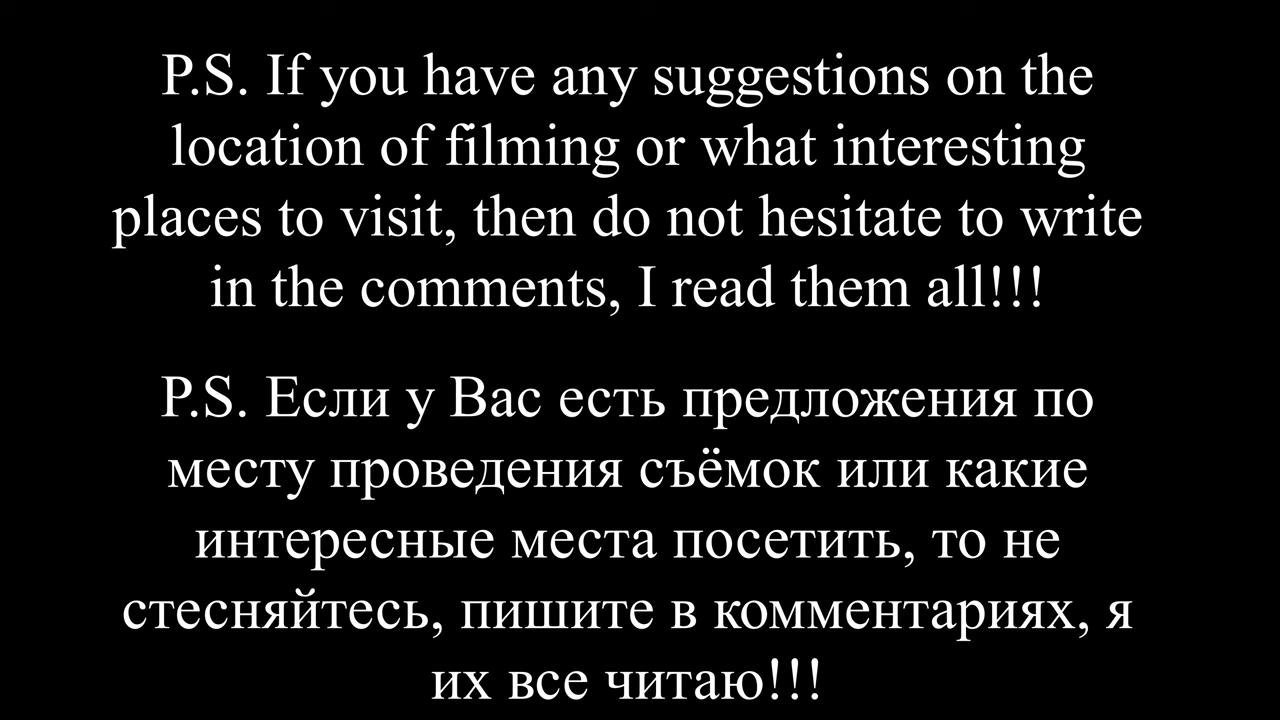 P.S. If you have any suggestions on the
location of filming or what interesting
places to visit, then do not hesitate to write
in the comments, I read them all!!!
P.S. Если у Вас есть предложения по
месту проведения съёмок или какие
интересные места посетить, то не
стесняйтесь, пишите в комментариях, я
их все читаю!!!